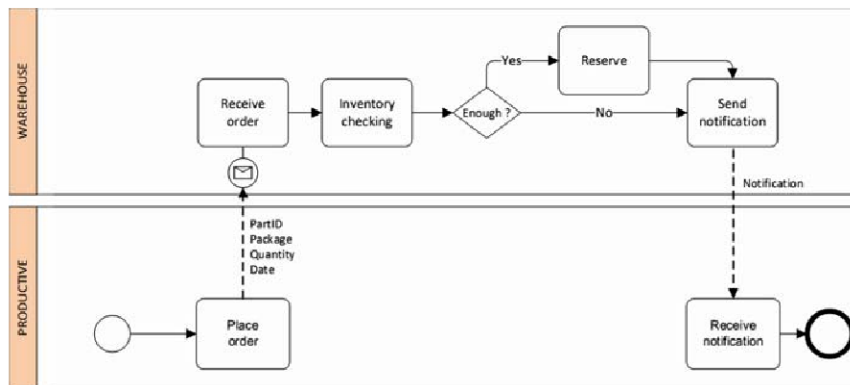 WAREHOUSE
Receive
order
Inventory
checking
Enough ?
Yes
Reserve
No
Send
notification
Notification
PRODUCTIVE
PartID
Package
Quantity
Date
Place
order
Receive
notification